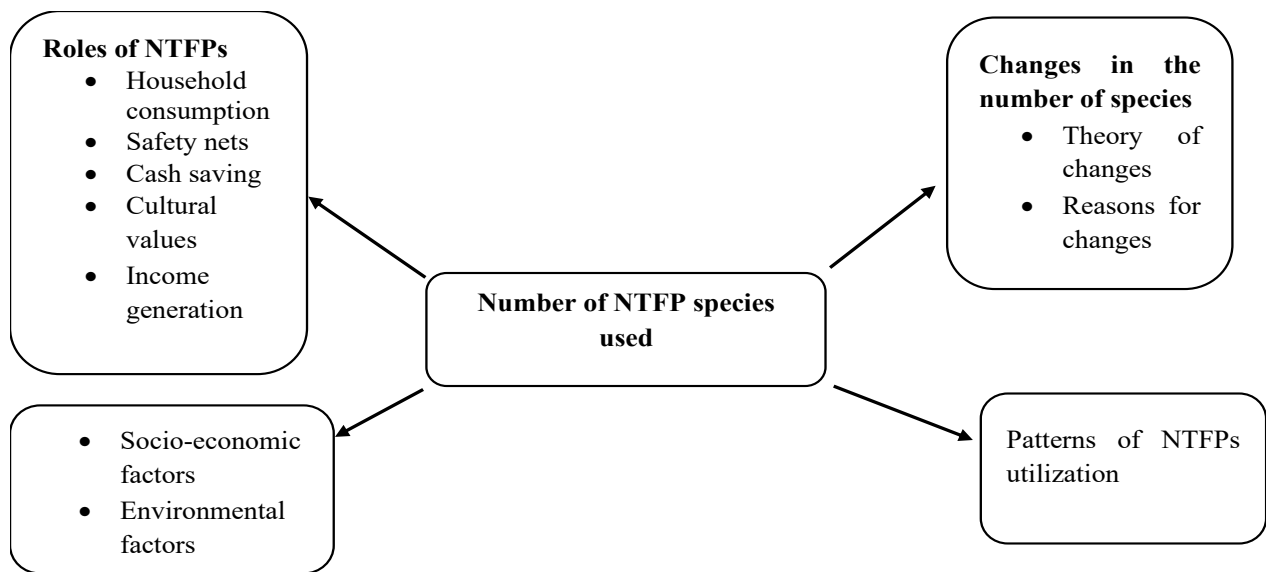 Roles of NTFPs
• Household
consumption
• Safety nets
• Cash saving
• Cultural
values
• Income
generation
Changes in the
number of species
• Theory of
changes
• Reasons for
changes
Number of NTFP species
used
• Socio-economic
factors
• Environmental
factors
Patterns of NTFPs
utilization